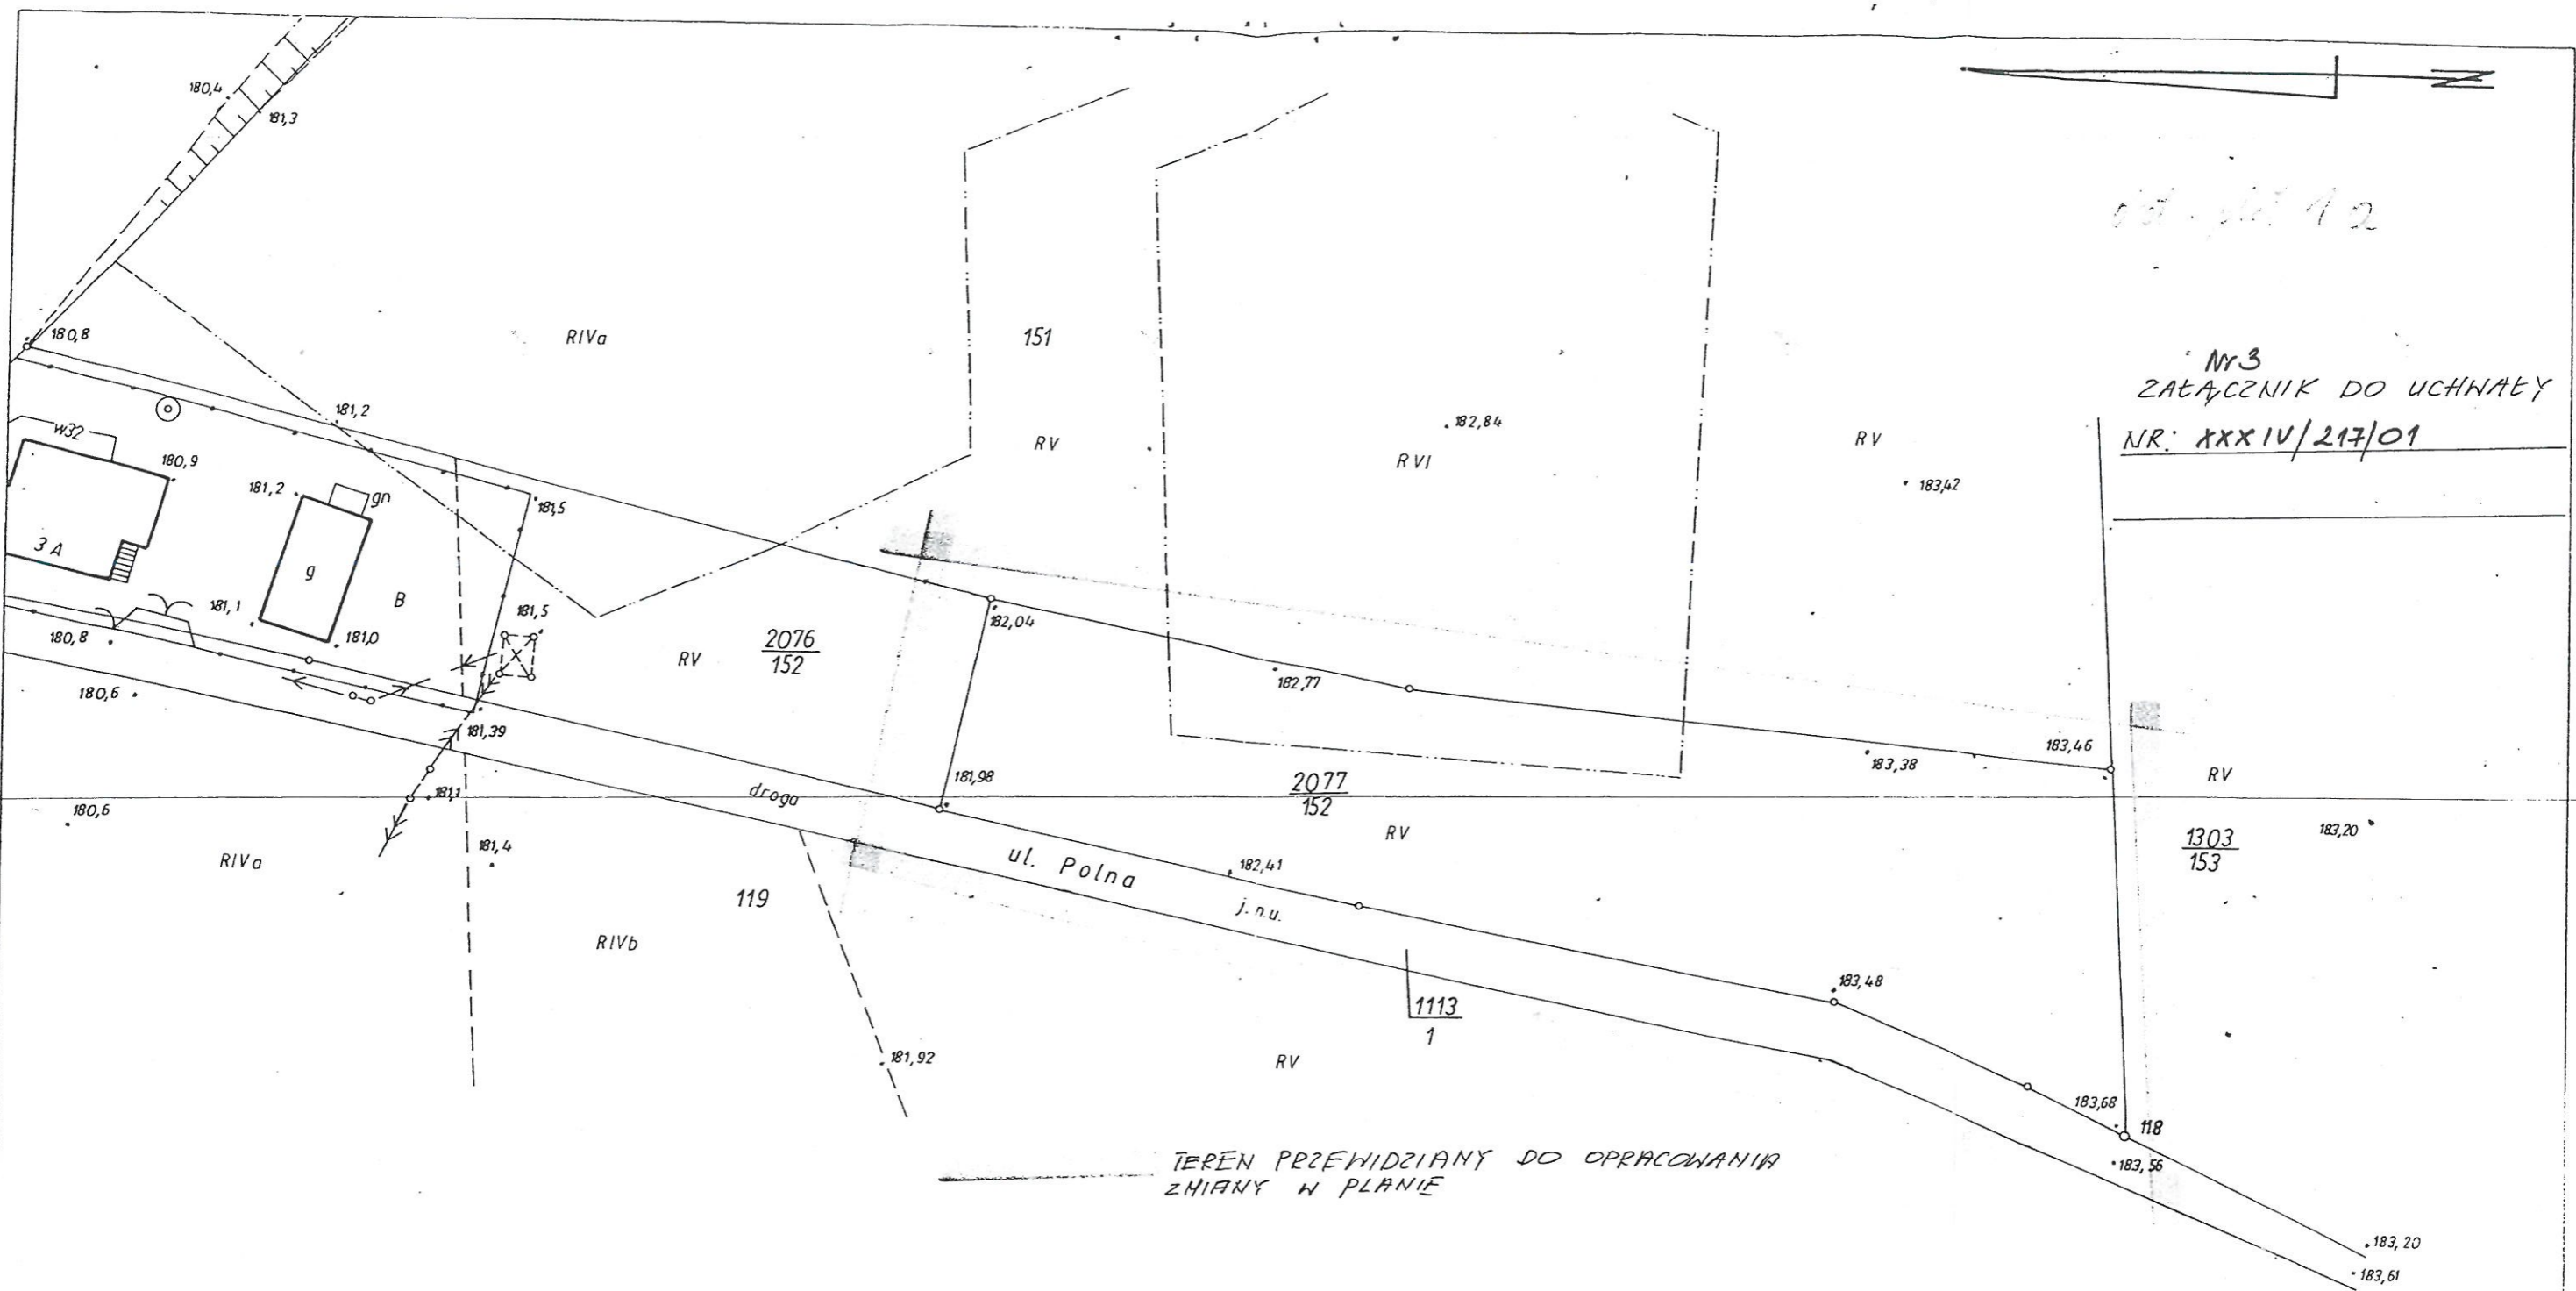 N
180,4
181,3
180,8
RIVa
151
Nr 3
ZAŁĄCZNIK DO UCHWAŁY
NR: XXXIV/217/01
181,2
w32
180,9
RV
182,84
RVI
RV
183,42
181,2
gn
181,5
3A
g
B
181,1
181,5
180,8
181,0
2076
152
RV
182,04
180,6
182,77
181,39
183,46
183,38
RV
181,98
2077
152
droga
181,1
180,6
RV
183,20
1303
153
RIVa
181,4
ul. Polna
182,41
119
j.n.u.
RIVb
183,48
1113
1
181,92
RV
183,68
118
183,56
TEREN PRZEWIDZIANY DO OPRACOWANIA
ZMIANY W PLANIE
183,20
183,61